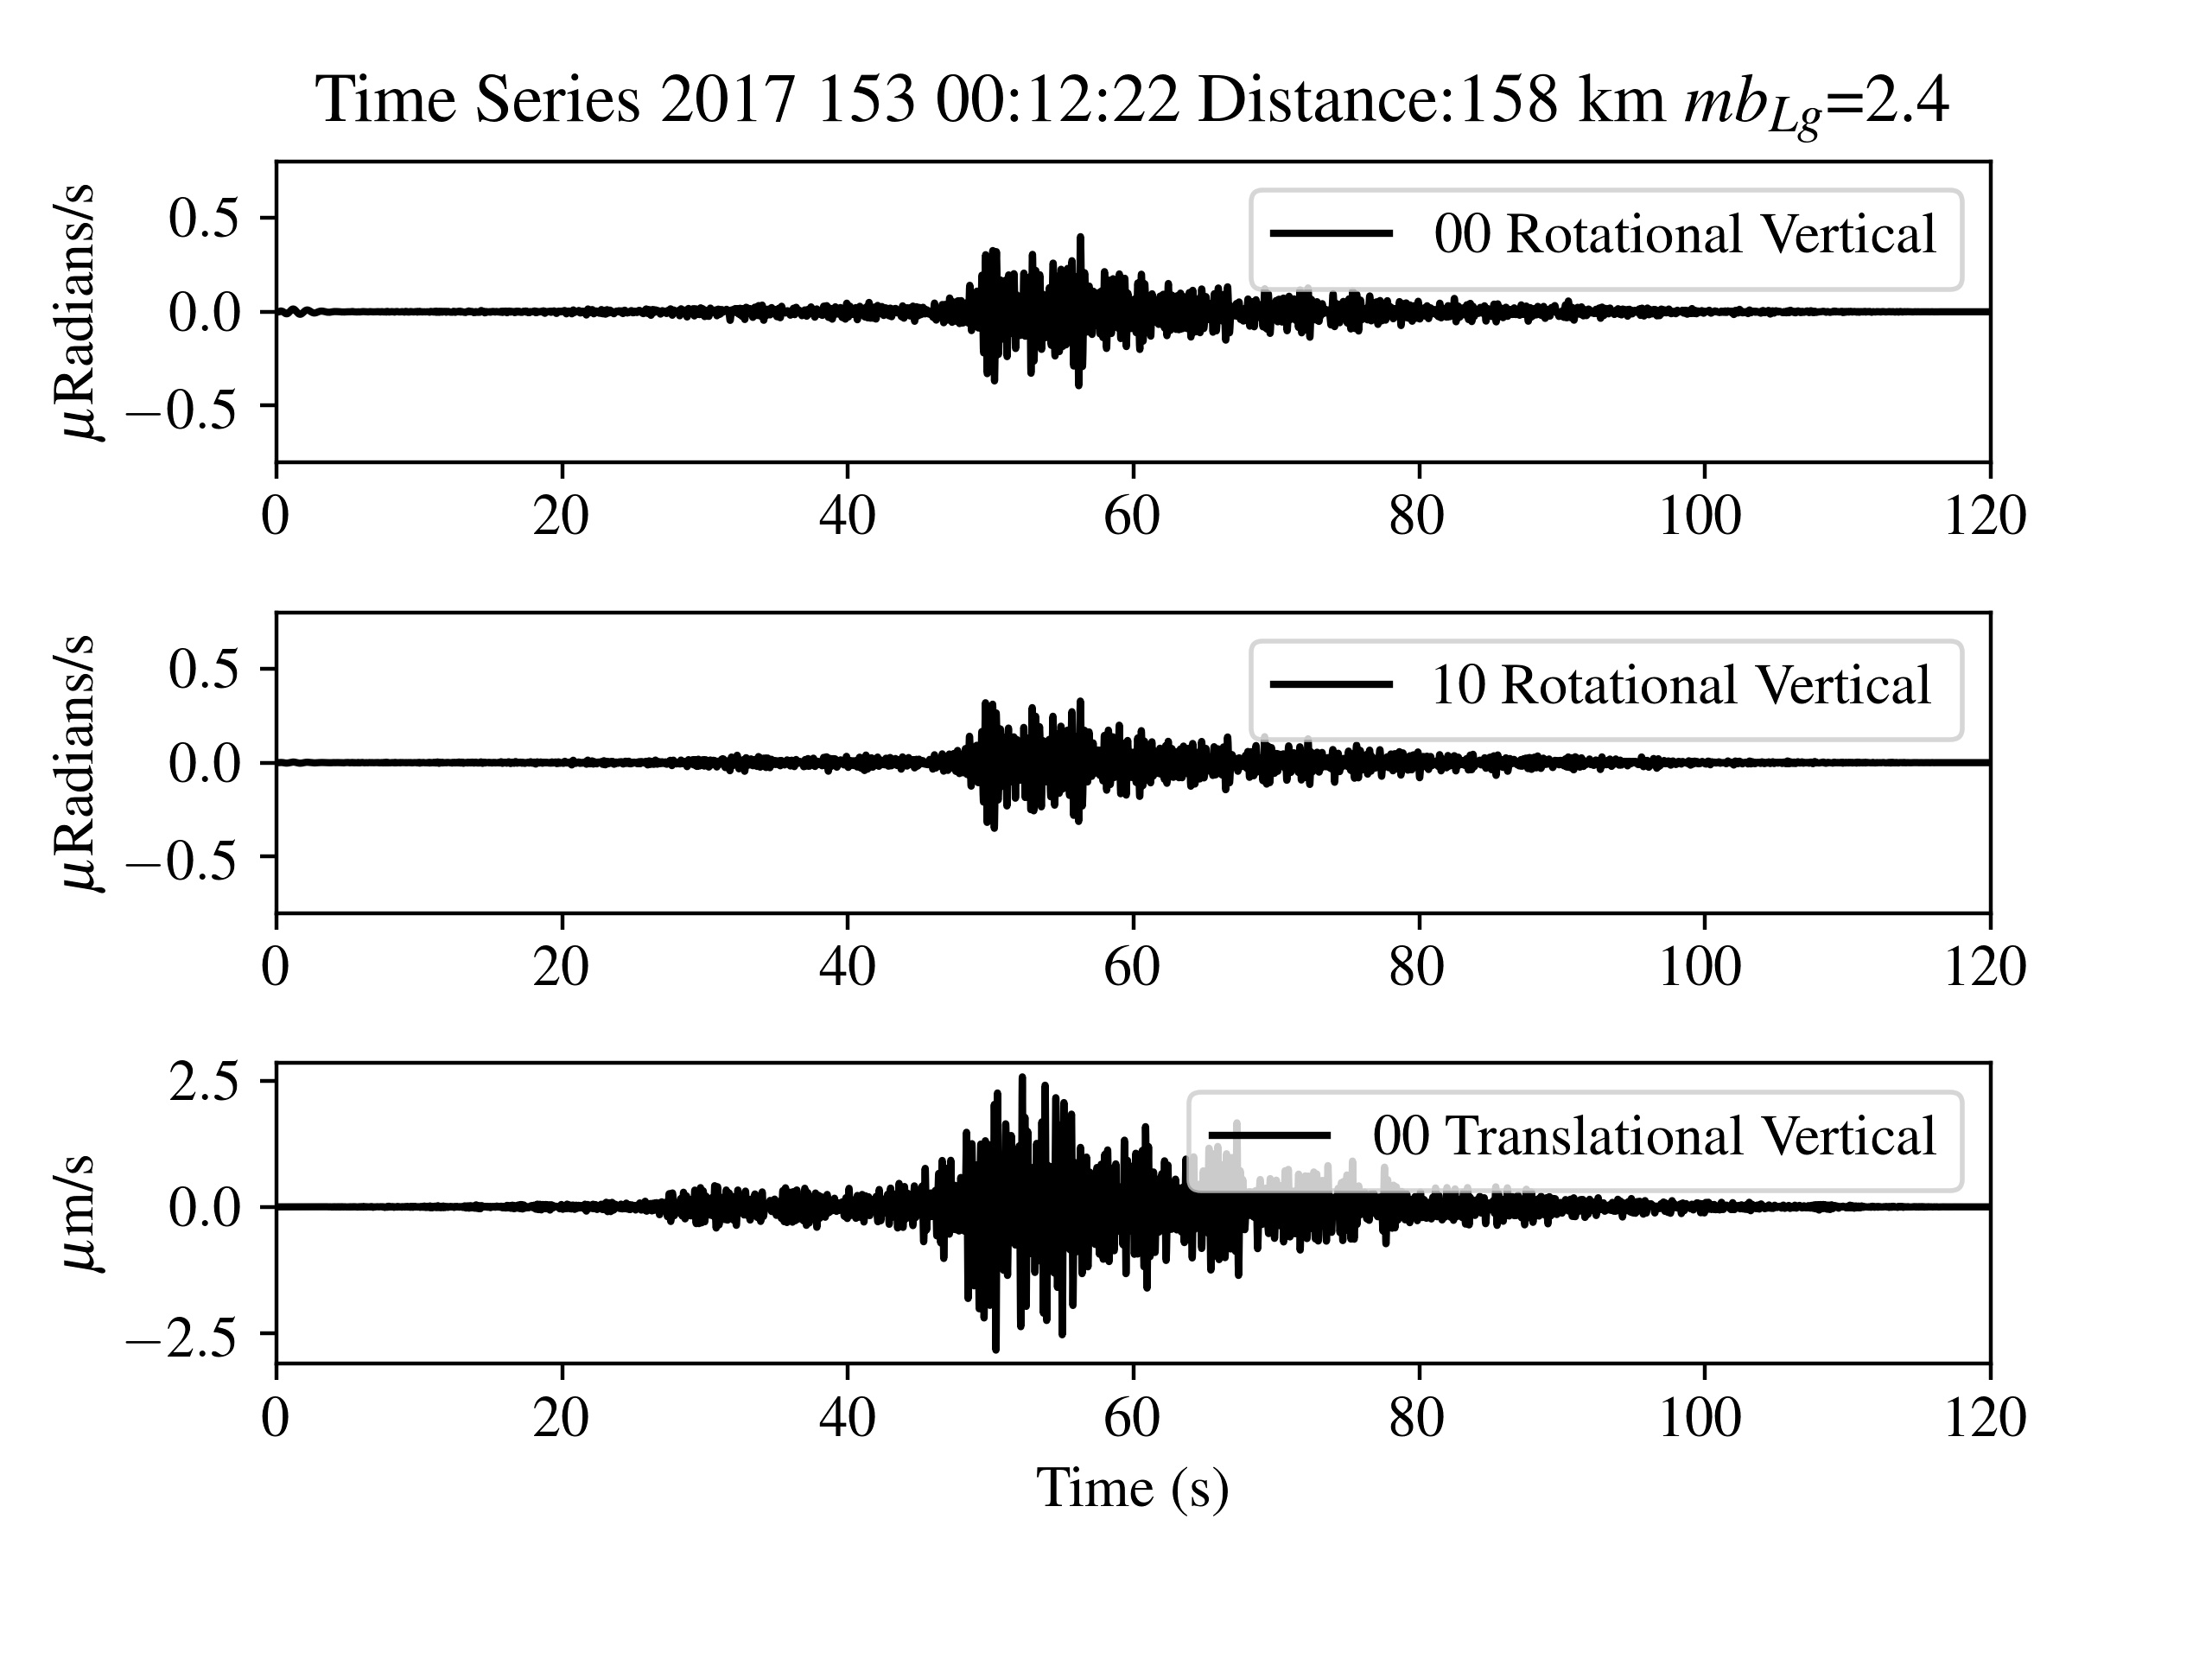 Time Series 2017 153 00:12:22 Distance:158 km mb_Lg=2.4
μRadians/s
0.5
0.0
−0.5
00 Rotational Vertical
0 20 40 60 80 100 120
μRadians/s
0.5
0.0
−0.5
10 Rotational Vertical
0 20 40 60 80 100 120
μm/s
2.5
0.0
−2.5
00 Translational Vertical
0 20 40 60 80 100 120
Time (s)